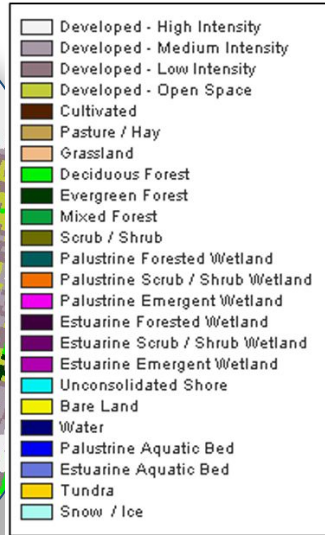 Developed - High Intensity
Developed - Medium Intensity
Developed - Low Intensity
Developed - Open Space
Cultivated
Pasture / Hay
Grassland
Deciduous Forest
Evergreen Forest
Mixed Forest
Scrub / Shrub
Palustrine Forested Wetland
Palustrine Scrub / Shrub Wetland
Palustrine Emergent Wetland
Estuarine Forested Wetland
Estuarine Scrub / Shrub Wetland
Estuarine Emergent Wetland
Unconsolidated Shore
Bare Land
Water
Palustrine Aquatic Bed
Estuarine Aquatic Bed
Tundra
Snow / Ice